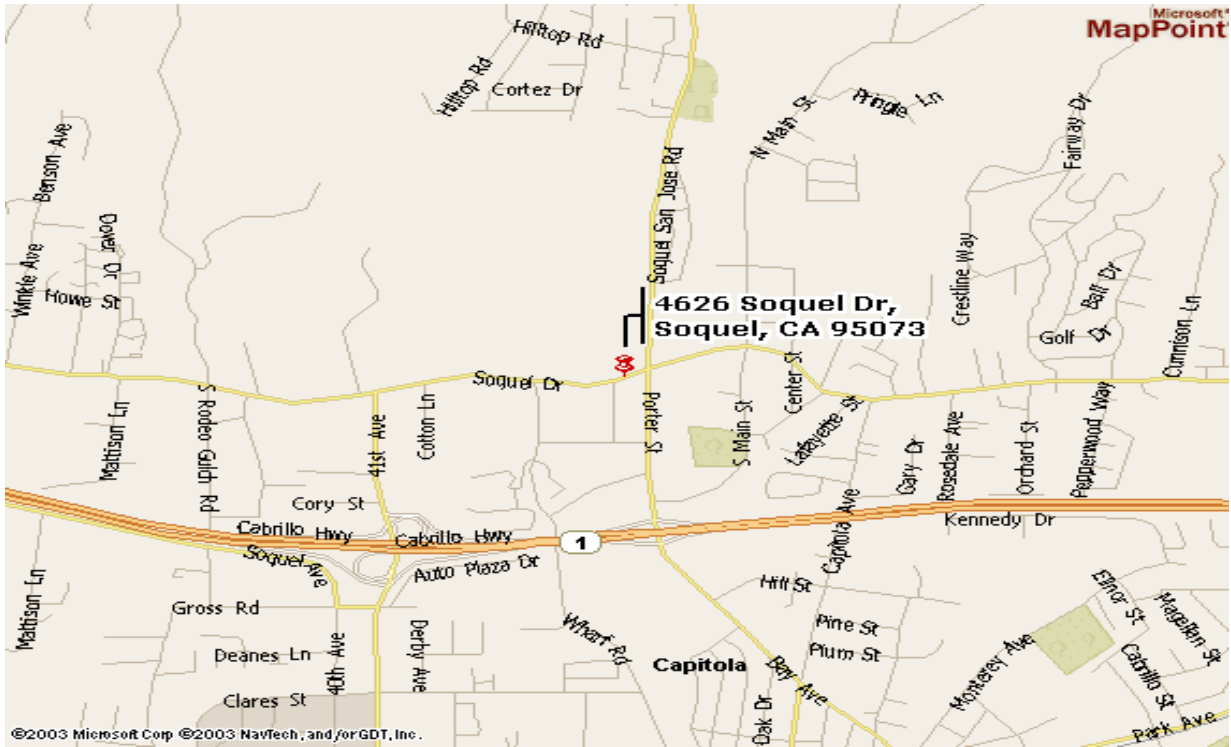 Microsoft®
MapPoint®
Hilltop Rd
Hilltop Rd
Cortez Dr
N Main St
Pringle Ln
Fairway Dr
Benson Ave
Dover Dr
Winkle Ave
Howe St
Soquel San Jose Rd
Crestline Way
Ball Dr
Golf Dr
Cunnison Ln
4626 Soquel Dr,
Soquel, CA 95073
Soquel Dr
Mattison Ln
S Rodeo Gulch Rd
41st Ave
Cotton Ln
Porter St
S Main St
Center St
Lafayette St
Gary Dr
Rosedale Ave
Orchard St
Pepperwood Way
Cory St
Cabrillo Hwy
Cabrillo Hwy
1
Capitola Ave
Kennedy Dr
Soquel Ave
Auto Plaza Dr
Mattison Ln
Gross Rd
Hill St
Elinor St
Magellan St
Pine St
Plum St
Wharf Rd
Deanes Ln
40th Ave
Derby Ave
Capitola
Bay Ave
Monterey Ave
Cabrillo St
Clares St
Oak Dr
Park Ave
©2003 Microsoft Corp ©2003 NavTech, and/or GDT, Inc.